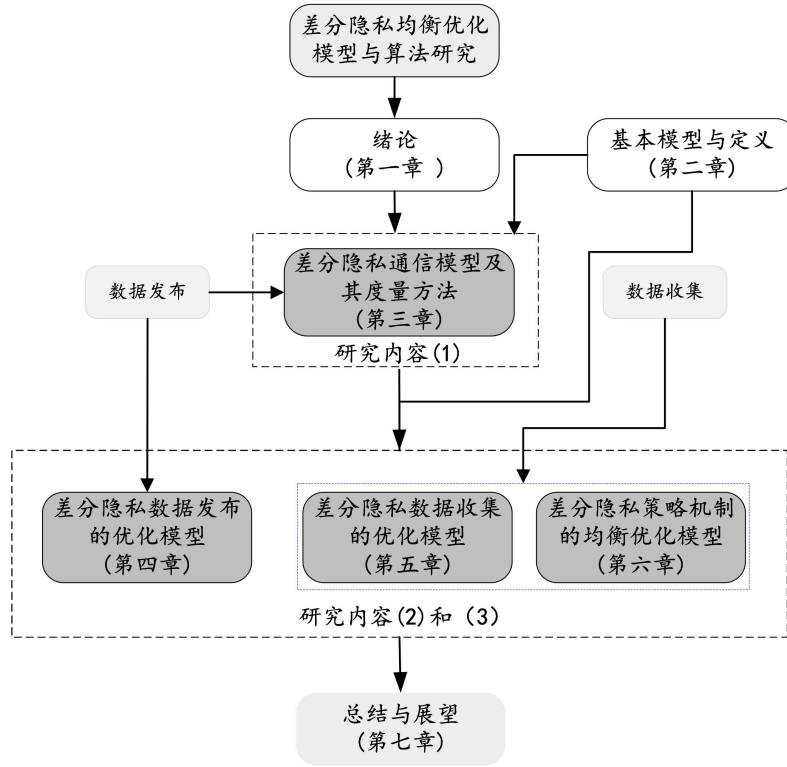 差分隐私均衡优化
模型与算法研究
绪论
(第一章 )
基本模型与定义
(第二章)
差分隐私通信模型及
其度量方法
(第三章)
数据发布
数据收集
研究内容(1)
差分隐私数据发布
的优化模型
(第四章)
差分隐私数据收集
的优化模型
(第五章)
差分隐私策略机制
的均衡优化模型
(第六章)
研究内容(2)和（3）
总结与展望
(第七章)